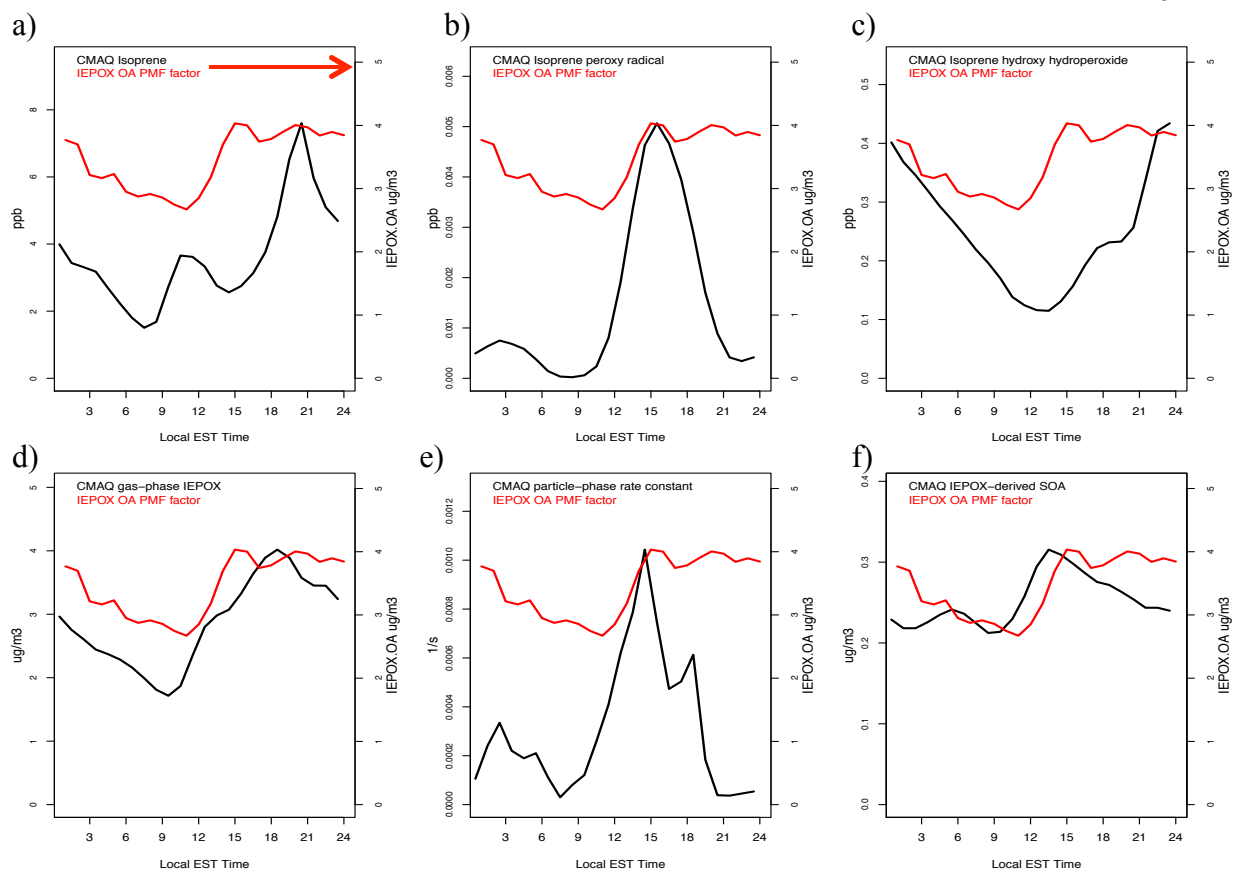 a)
CMAQ Isoprene
IEPOX OA PMF factor
ppb
0 2 4 6 8
IEPOX.OA ug/m3
0 1 2 3 4 5
3 6 9 12 15 18 21 24
Local EST Time
b)
CMAQ Isoprene peroxy radical
IEPOX OA PMF factor
ppb
0.000 0.001 0.002 0.003 0.004 0.005 0.006
IEPOX.OA ug/m3
0 1 2 3 4 5
3 6 9 12 15 18 21 24
Local EST Time
c)
CMAQ Isoprene hydroxy hydroperoxide
IEPOX OA PMF factor
ppb
0.0 0.1 0.2 0.3 0.4 0.5
IEPOX.OA ug/m3
0 1 2 3 4 5
3 6 9 12 15 18 21 24
Local EST Time
d)
CMAQ gas−phase IEPOX
IEPOX OA PMF factor
ug/m3
0 1 2 3 4 5
IEPOX.OA ug/m3
0 1 2 3 4 5
3 6 9 12 15 18 21 24
Local EST Time
e)
CMAQ particle−phase rate constant
IEPOX OA PMF factor
1/s
0.0000 0.0002 0.0004 0.0006 0.0008 0.0010 0.0012
IEPOX.OA ug/m3
0 1 2 3 4 5
3 6 9 12 15 18 21 24
Local EST Time
f)
CMAQ IEPOX−derived SOA
IEPOX OA PMF factor
ug/m3
0.0 0.1 0.2 0.3 0.4
IEPOX.OA ug/m3
0 1 2 3 4 5
3 6 9 12 15 18 21 24
Local EST Time